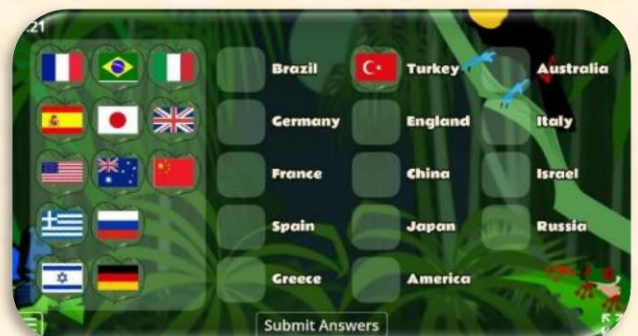 :21
Brazil Turkey Australia
Germany England Italy
France China Israel
Spain Japan Russia
Greece America
Submit Answers